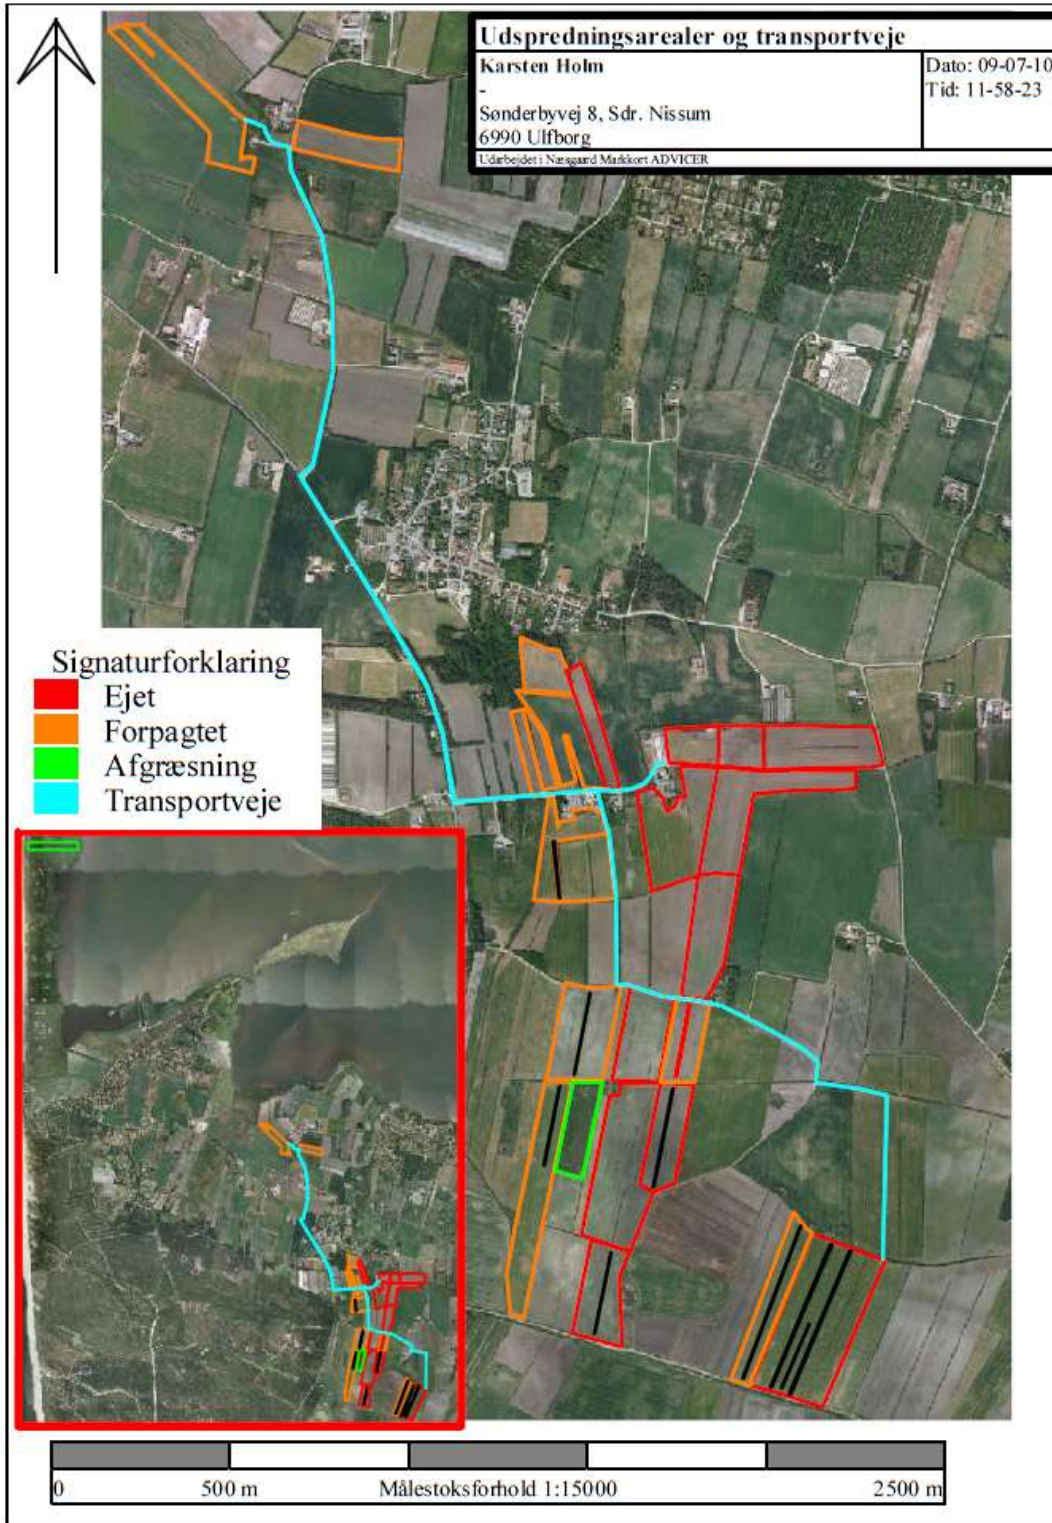 Udspredningsarealer og transportveje
Karsten Holm
-
Sønderbyvej 8, Sdr. Nissum
6990 Ulfborg
Dato: 09-07-10
Tid: 11-58-23
Udarbejdet i Næsgaard Markkort ADVICER
Signaturforklaring
Ejet
Forpagtet
Afgræsning
Transportveje
0 500 m Målestoksforhold 1:15000 2500 m